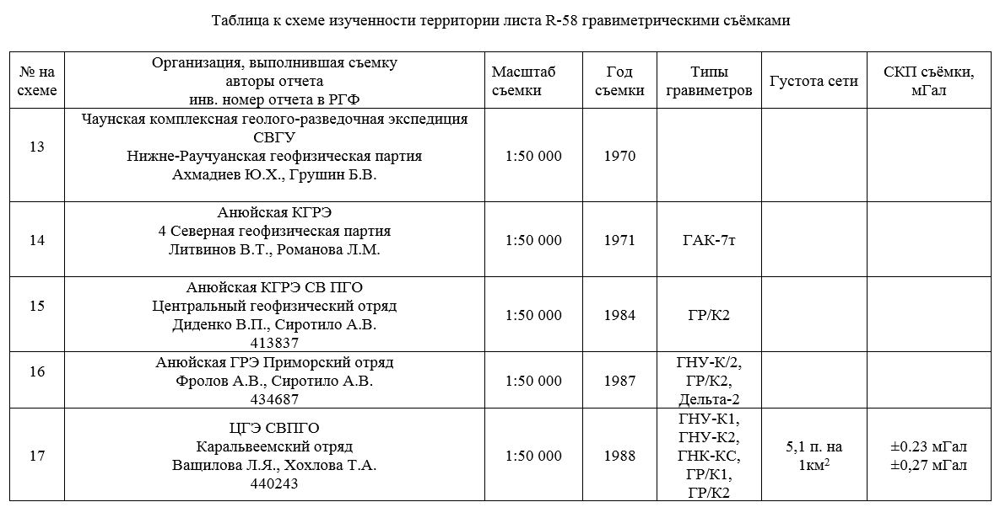 Таблица к схеме изученности территории листа R-58 гравиметрическими съёмками
№ на
схеме
Организация, выполнившая съемку
авторы отчета
инв. номер отчета в РГФ
Масштаб
съемки
Год
съемки
Типы
гравиметров
Густота сети
СКП съёмки,
мГал
13
Чаунская комплексная геолого-разведочная экспедиция
СВГУ
Нижне-Раучуанская геофизическая партия
Ахмадиев Ю.Х., Грушин Б.В.
1:50 000
1970
14
Анюйская КГРЭ
4 Северная геофизическая партия
Литвинов В.Т., Романова Л.М.
1:50 000
1971
ГАК-7т
15
Анюйская КГРЭ СВ ПГО
Центральный геофизический отряд
Диденко В.П., Сиротило А.В.
413837
1:50 000
1984
ГР/К2
16
Анюйская ГРЭ Приморский отряд
Фролов А.В., Сиротило А.В.
434687
1:50 000
1987
ГНУ-К/2,
ГР/К2,
Дельта-2
17
ЦГЭ СВПГО
Каральвеемский отряд
Ващилова Л.Я., Хохлова Т.А.
440243
1:50 000
1988
ГНУ-К1,
ГНУ-К2,
ГНК-КС,
ГР/К1,
ГР/К2
5,1 п. на
1км²
±0.23 мГал
±0,27 мГал